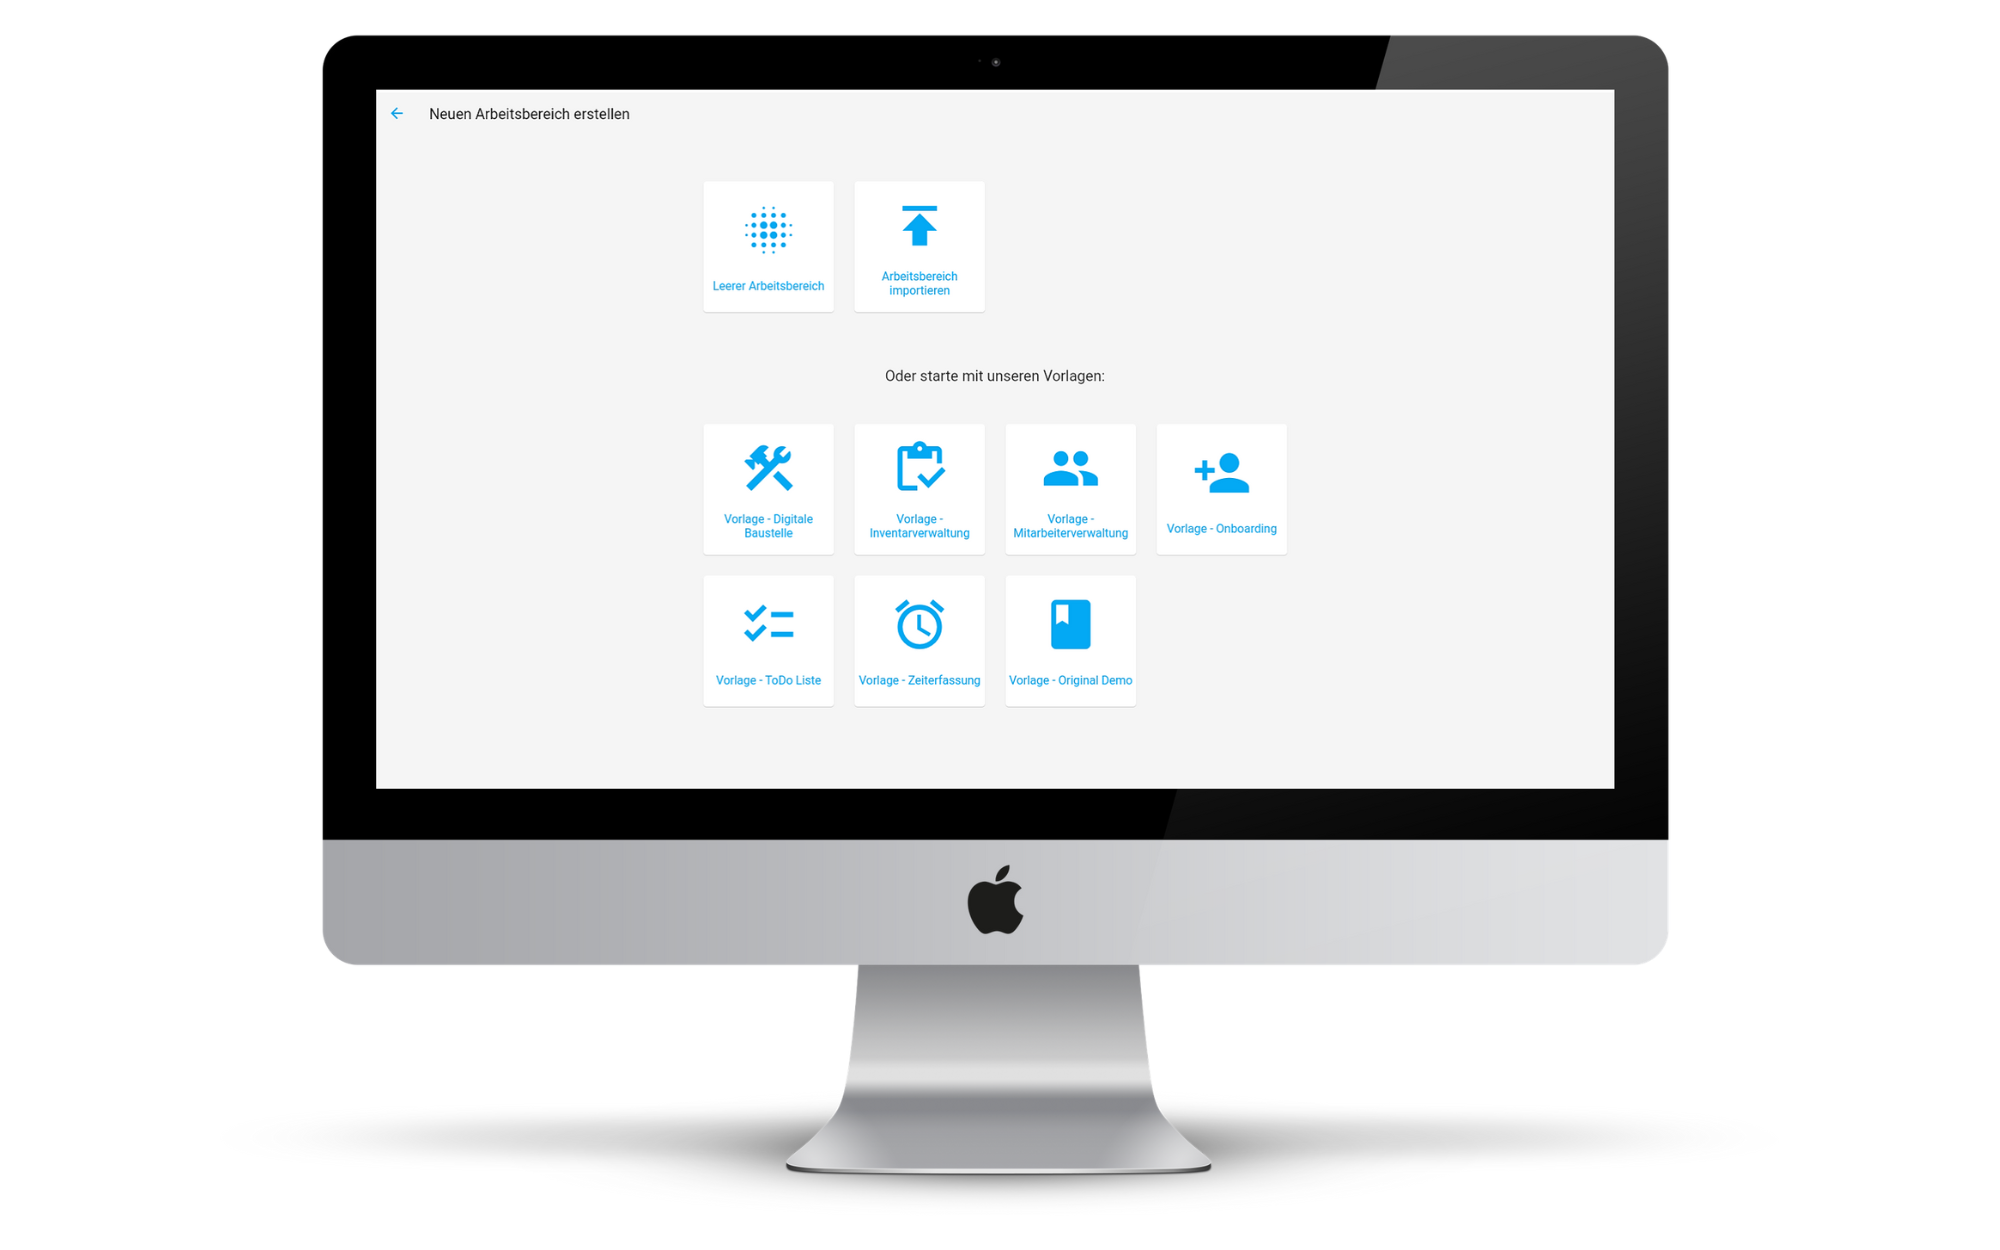 Neuen Arbeitsbereich erstellen
Leerer Arbeitsbereich
Arbeitsbereich
importieren
Oder starte mit unseren Vorlagen:
Vorlage - Digitale
Baustelle
Vorlage -
Inventarverwaltung
Vorlage -
Mitarbeiterverwaltung
Vorlage - Onboarding
Vorlage - ToDo Liste
Vorlage - Zeiterfassung
Vorlage - Original Demo